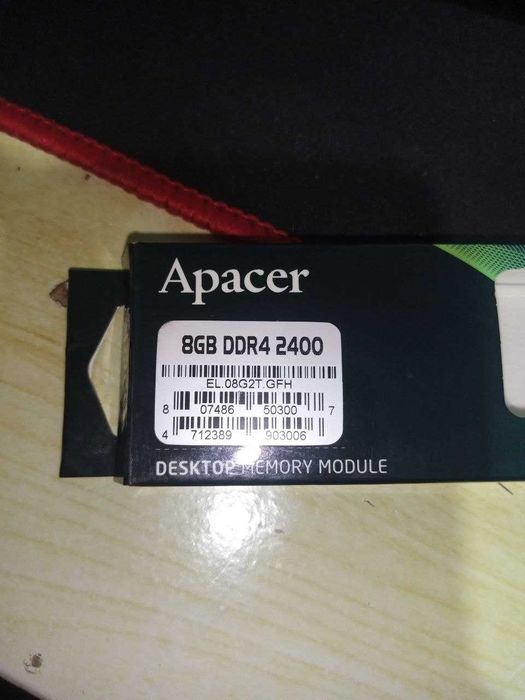 Apacer
8GB DDR4 2400
EL.08G2T.GFH
8 07486 50300 7
4 712389 903006
DESKTOP MEMORY MODULE